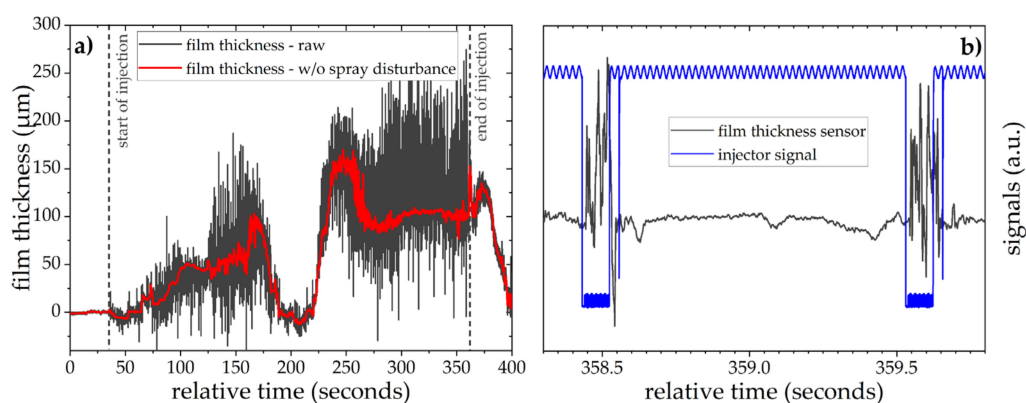 a)
film thickness - raw
film thickness - w/o spray disturbance
start of injection
end of injection
300
250
200
150
100
50
0
film thickness (µm)
0 50 100 150 200 250 300 350 400
relative time (seconds)
b)
film thickness sensor
injector signal
signals (a.u.)
358.5 359.0 359.5
relative time (seconds)